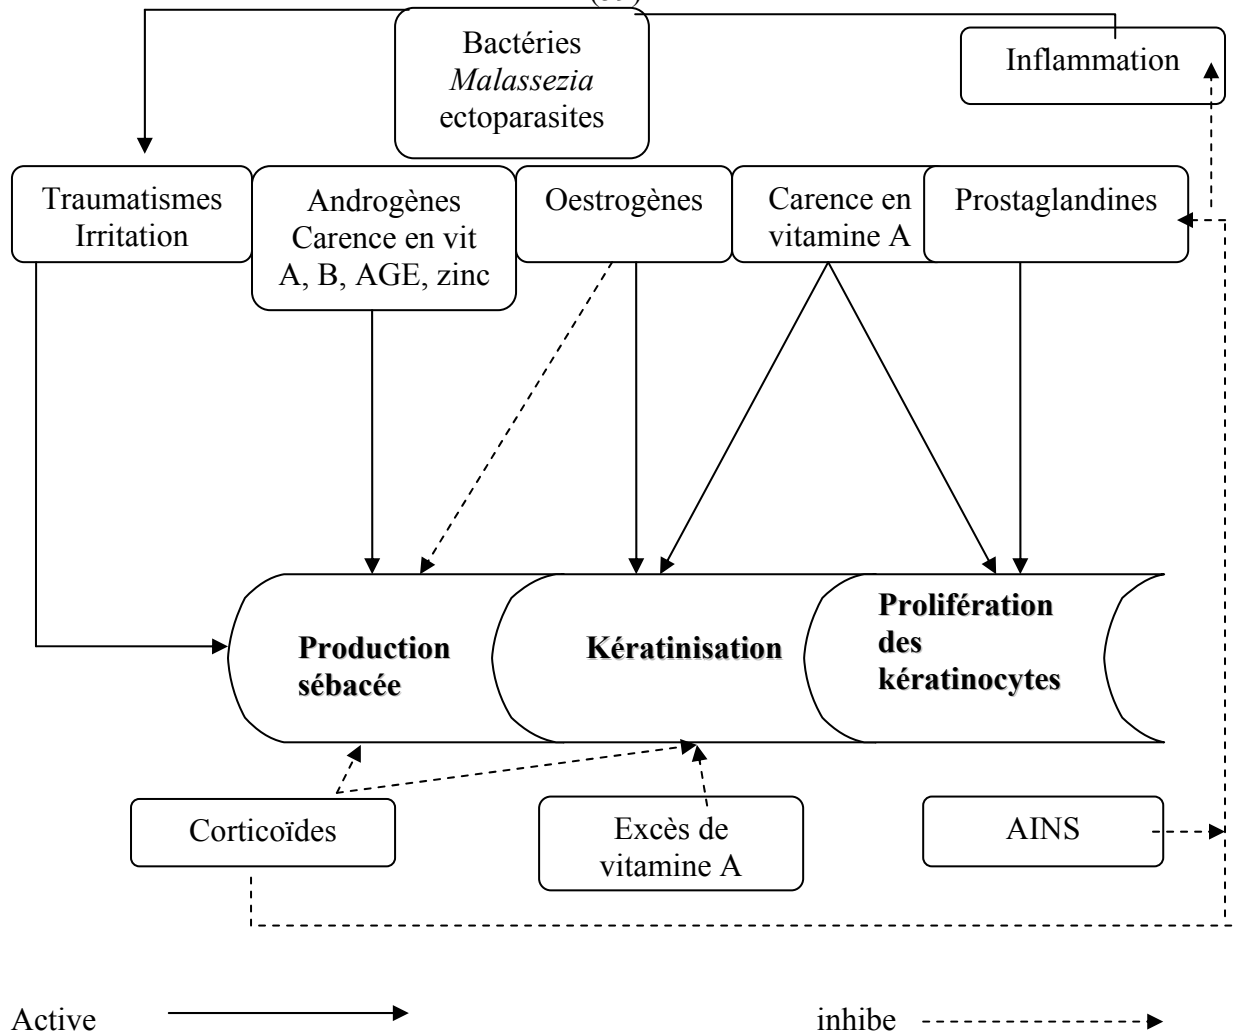 Bactéries
Malassezia
ectoparasites
Inflammation
Traumatismes
Irritation
Androgènes
Carence en vit
A, B, AGE, zinc
Oestrogènes
Carence en
vitamine A
Prostaglandines
Production
sébacée
Kératinisation
Prolifération
des
kératinocytes
Corticoïdes
Excès de
vitamine A
AINS
Active
inhibe